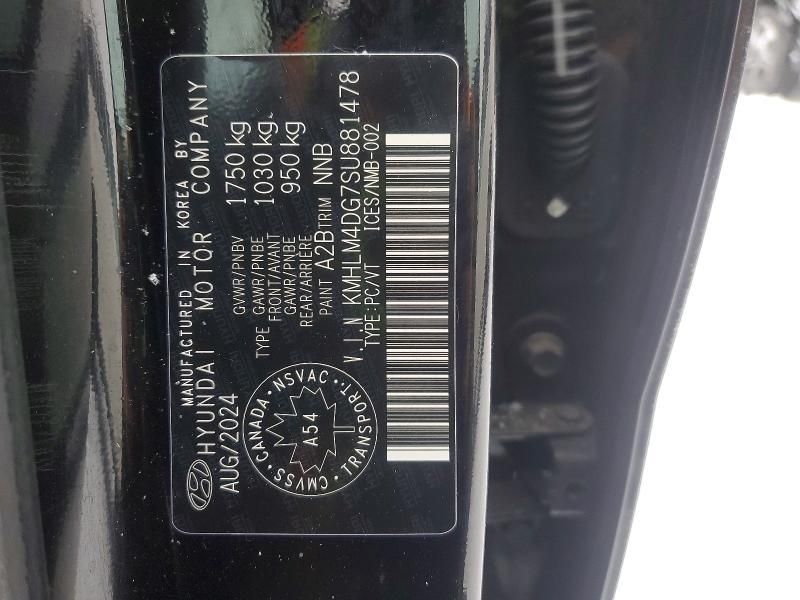 MANUFACTURED IN KOREA BY
HYUNDAI MOTOR COMPANY
AUG/2024
GVWR/PNBV 1750 kg
TYPE GAWR/PNBE FRONT/AVANT 1030 kg
GAWR/PNBE REAR/ARRIERE 950 kg
PAINT A2B TRIM NNB
V.I.N KMHLM4DG7SU881478
TYPE:PC/VT ICES/NMB-002
CANADA · NSVAC · TRANSPORT · CMVSS ·
A54